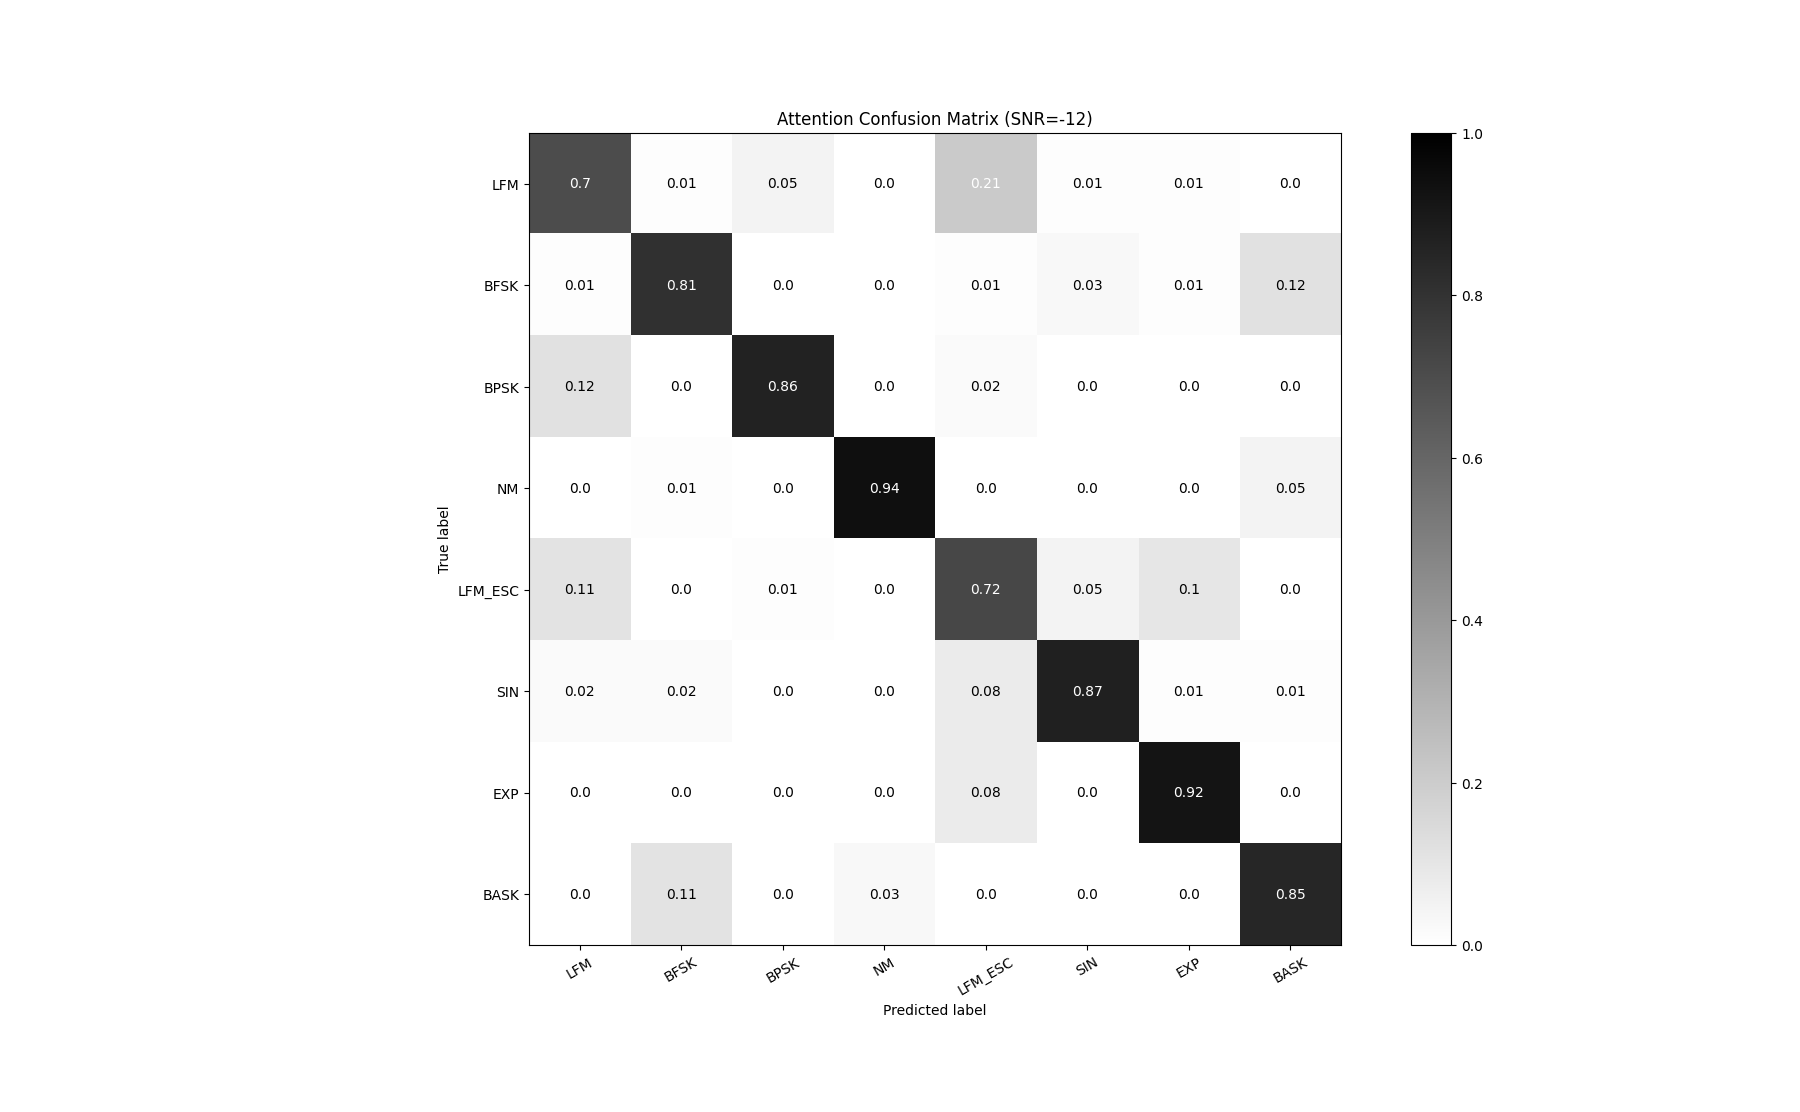 Attention Confusion Matrix (SNR=-12)
LFM 0.7 0.01 0.05 0.0 0.21 0.01 0.01 0.0
BFSK 0.01 0.81 0.0 0.0 0.01 0.03 0.01 0.12
BPSK 0.12 0.0 0.86 0.0 0.02 0.0 0.0 0.0
NM 0.0 0.01 0.0 0.94 0.0 0.0 0.0 0.05
True label
LFM_ESC 0.11 0.0 0.01 0.0 0.72 0.05 0.1 0.0
SIN 0.02 0.02 0.0 0.0 0.08 0.87 0.01 0.01
EXP 0.0 0.0 0.0 0.0 0.08 0.0 0.92 0.0
BASK 0.0 0.11 0.0 0.03 0.0 0.0 0.0 0.85
LFM BFSK BPSK NM LFM_ESC SIN EXP BASK
Predicted label
1.0
0.8
0.6
0.4
0.2
0.0